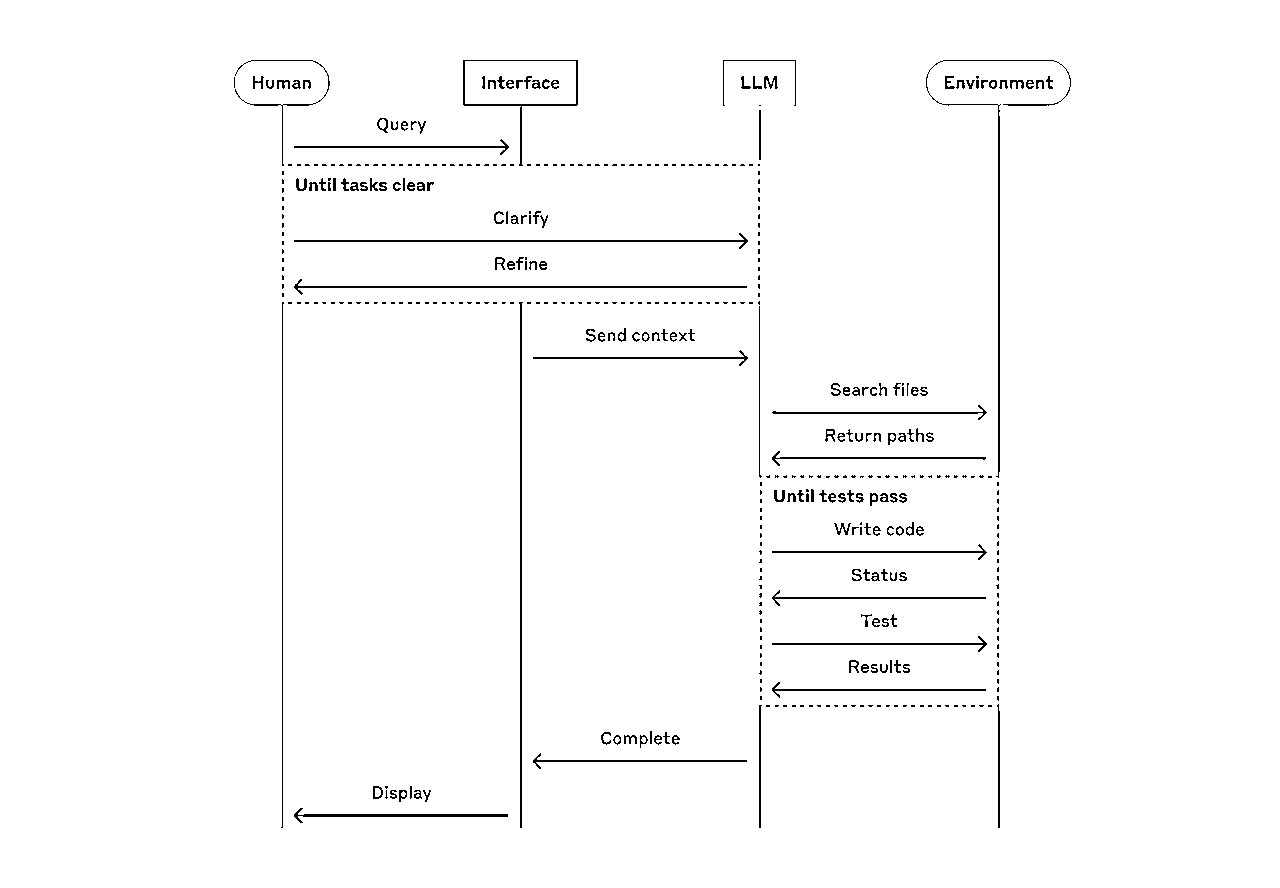 Human
Interface
LLM
Environment
Query
Until tasks clear
Clarify
Refine
Send context
Search files
Return paths
Until tests pass
Write code
Status
Test
Results
Complete
Display